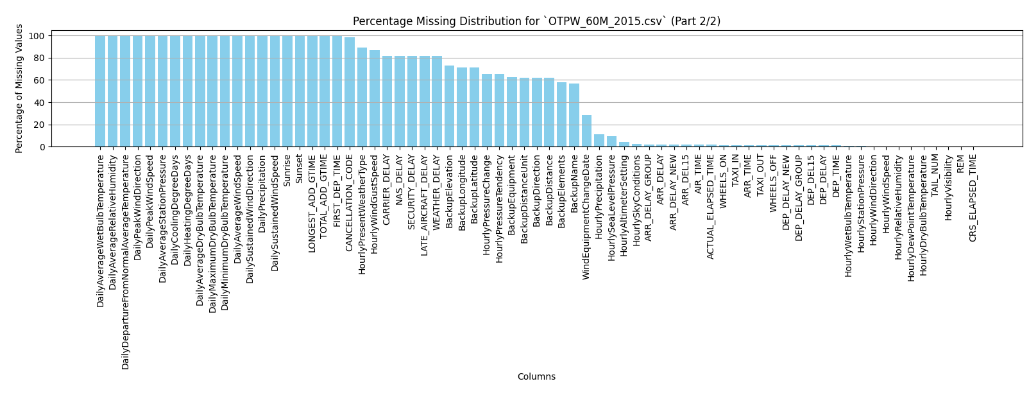 Percentage Missing Distribution for `OTPW_60M_2015.csv` (Part 2/2)
Percentage of Missing Values
100
80
60
40
20
0
DailyAverageWetBulbTemperature
DailyAverageRelativeHumidity
DailyDepartureFromNormalAverageTemperature
DailyPeakWindDirection
DailyPeakWindSpeed
DailyAverageStationPressure
DailyCoolingDegreeDays
DailyHeatingDegreeDays
DailyAverageDryBulbTemperature
DailyMaximumDryBulbTemperature
DailyMinimumDryBulbTemperature
DailyAverageWindSpeed
DailySustainedWindDirection
DailyPrecipitation
DailySustainedWindSpeed
Sunrise
Sunset
LONGEST_ADD_GTIME
TOTAL_ADD_GTIME
FIRST_DEP_TIME
CANCELLATION_CODE
HourlyPresentWeatherType
HourlyWindGustSpeed
CARRIER_DELAY
NAS_DELAY
SECURITY_DELAY
LATE_AIRCRAFT_DELAY
WEATHER_DELAY
BackupElevation
BackupLongitude
BackupLatitude
HourlyPressureChange
HourlyPressureTendency
BackupEquipment
BackupDistanceUnit
BackupDirection
BackupDistance
BackupElements
BackupName
WindEquipmentChangeDate
HourlyPrecipitation
HourlySeaLevelPressure
HourlyAltimeterSetting
HourlySkyConditions
ARR_DELAY_GROUP
ARR_DELAY
ARR_DELAY_NEW
ARR_DEL15
AIR_TIME
ACTUAL_ELAPSED_TIME
WHEELS_ON
TAXI_IN
ARR_TIME
TAXI_OUT
WHEELS_OFF
DEP_DELAY_NEW
DEP_DELAY_GROUP
DEP_DEL15
DEP_DELAY
DEP_TIME
HourlyWetBulbTemperature
HourlyStationPressure
HourlyWindDirection
HourlyWindSpeed
HourlyRelativeHumidity
HourlyDewPointTemperature
HourlyDryBulbTemperature
TAIL_NUM
HourlyVisibility
REM
CRS_ELAPSED_TIME
Columns